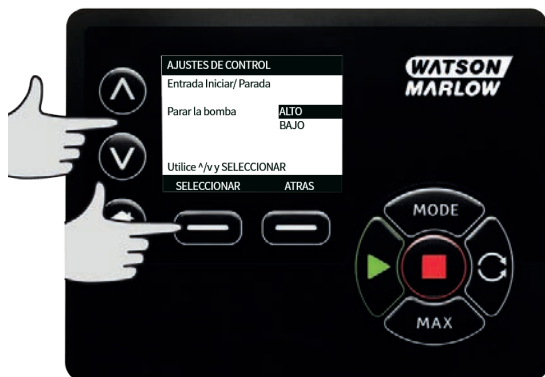 AJUSTES DE CONTROL
Entrada Iniciar/ Parada
Parar la bomba ALTO
BAJO
Utilice ^/v y SELECCIONAR
SELECCIONAR ATRAS
WATSON
MARLOW
MODE
MAX